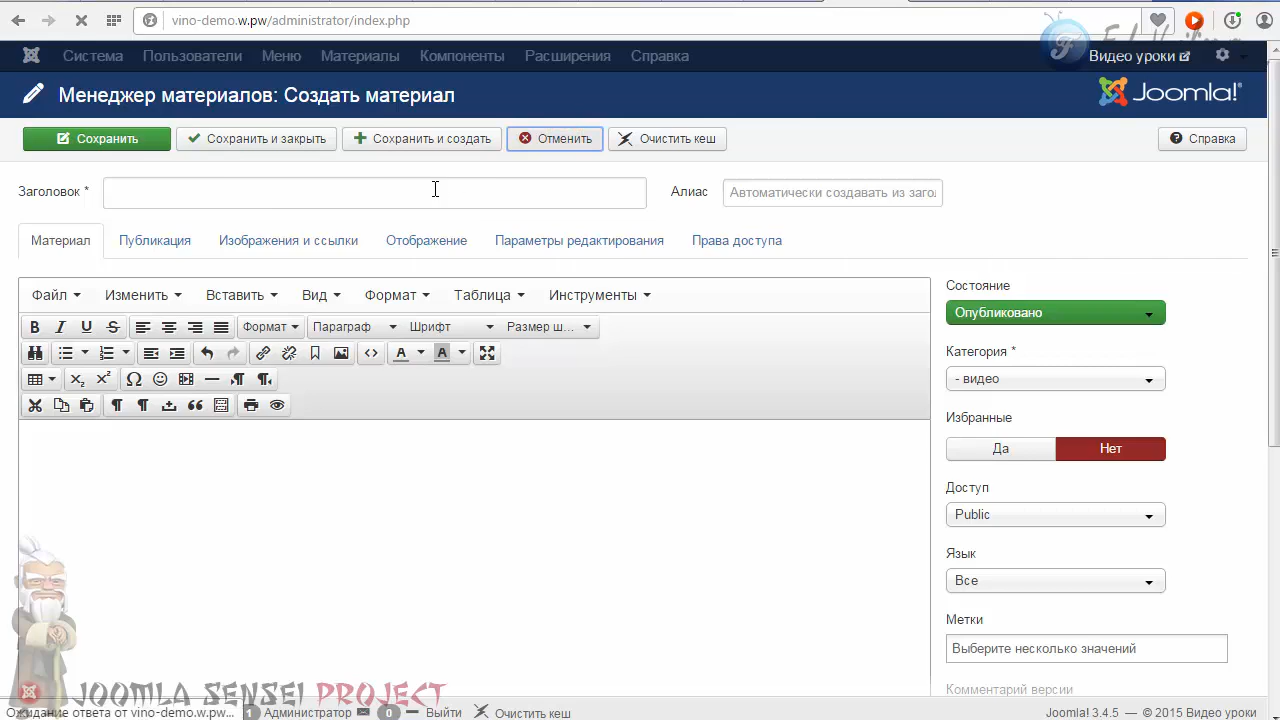 vino-demo.w.pw/administrator/index.php
Система Пользователи Меню Материалы Компоненты Расширения Справка Видео уроки
Менеджер материалов: Создать материал Joomla!
Сохранить Сохранить и закрыть Сохранить и создать Отменить Очистить кеш Справка
Заголовок * Алиас Автоматически создавать из заго
Материал Публикация Изображения и ссылки Отображение Параметры редактирования Права доступа
Файл Изменить Вставить Вид Формат Таблица Инструменты
Формат Параграф Шрифт Размер ш...
Состояние
Опубликовано
Категория *
- видео
Избранные
Да Нет
Доступ
Public
Язык
Все
Метки
Выберите несколько значений
Комментарий версии
JOOMLA SENSEI PROJECT
Ожидание ответа от vino-demo.w.pw... 1 Администратор 0 Выйти Очистить кеш Joomla! 3.4.5 — © 2015 Видео уроки